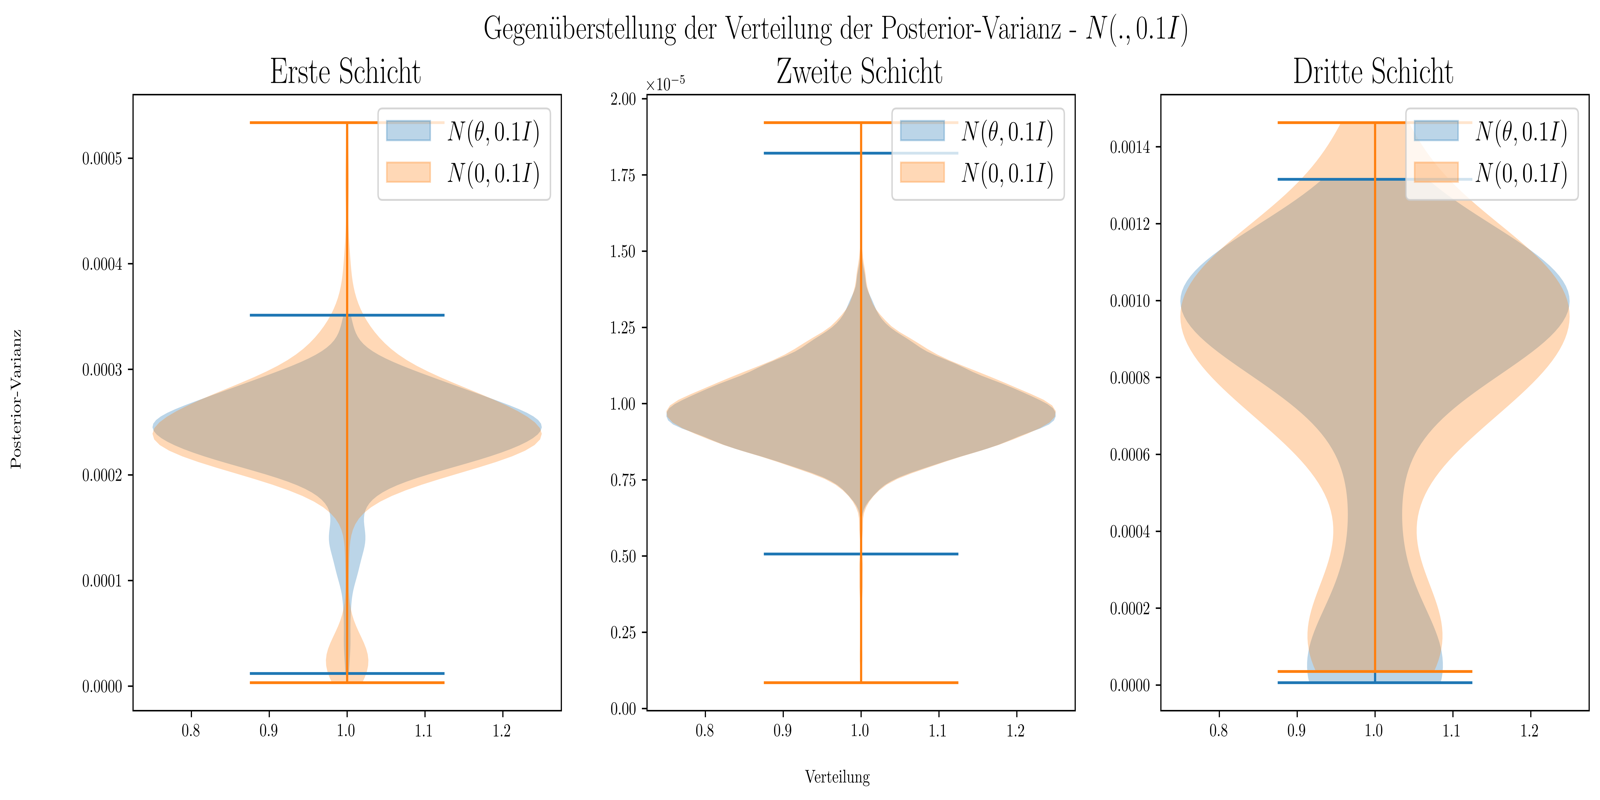 Gegenüberstellung der Verteilung der Posterior-Varianz - N(., 0.1I)
Erste Schicht
Zweite Schicht
Dritte Schicht
Posterior-Varianz
0.0005
0.0004
0.0003
0.0002
0.0001
0.0000
0.8 0.9 1.0 1.1 1.2
N(θ, 0.1I)
N(0, 0.1I)
×10⁻⁵
2.00
1.75
1.50
1.25
1.00
0.75
0.50
0.25
0.00
0.8 0.9 1.0 1.1 1.2
N(θ, 0.1I)
N(0, 0.1I)
0.0014
0.0012
0.0010
0.0008
0.0006
0.0004
0.0002
0.0000
0.8 0.9 1.0 1.1 1.2
N(θ, 0.1I)
N(0, 0.1I)
Verteilung